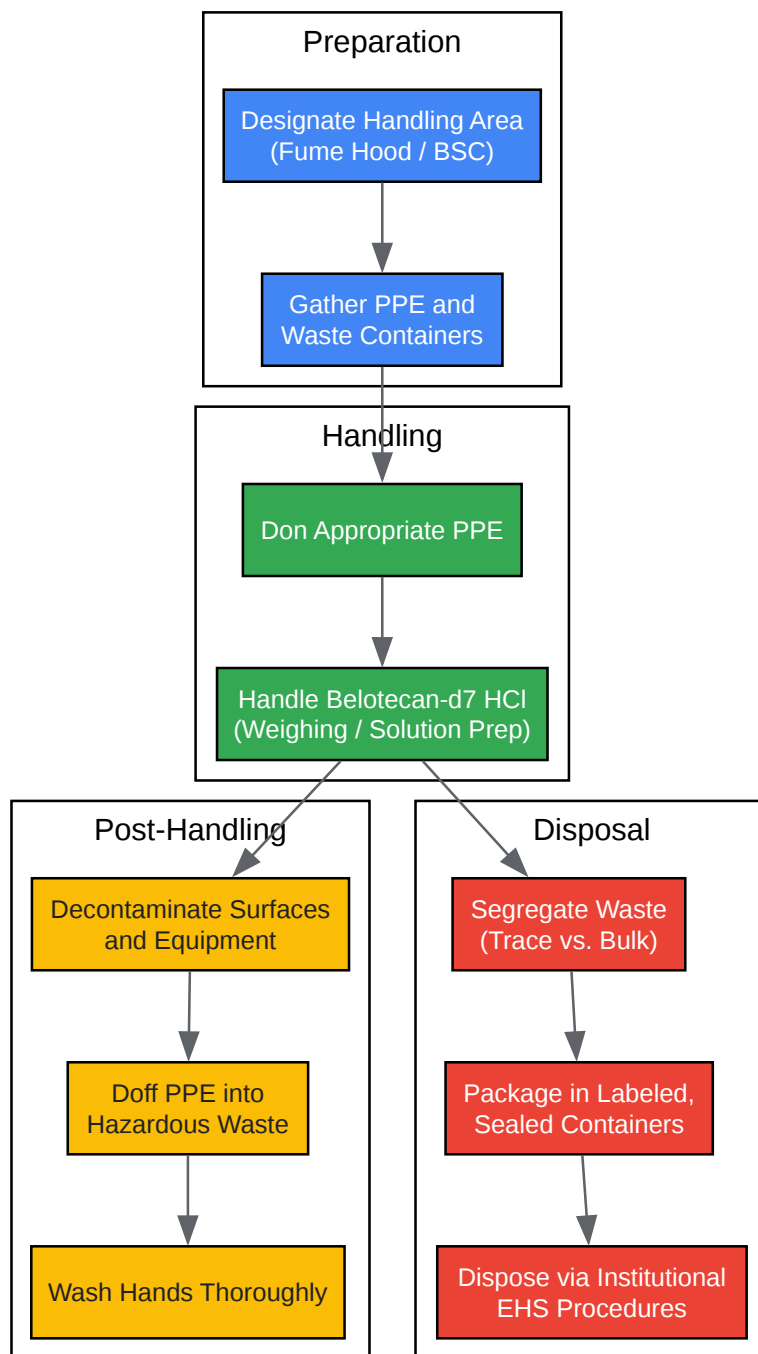 Preparation
Designate Handling Area
(Fume Hood / BSC)
Gather PPE and
Waste Containers
Handling
Don Appropriate PPE
Handle Belotecan-d7 HCl
(Weighing / Solution Prep)
Post-Handling
Decontaminate Surfaces
and Equipment
Doff PPE into
Hazardous Waste
Wash Hands Thoroughly
Disposal
Segregate Waste
(Trace vs. Bulk)
Package in Labeled,
Sealed Containers
Dispose via Institutional
EHS Procedures